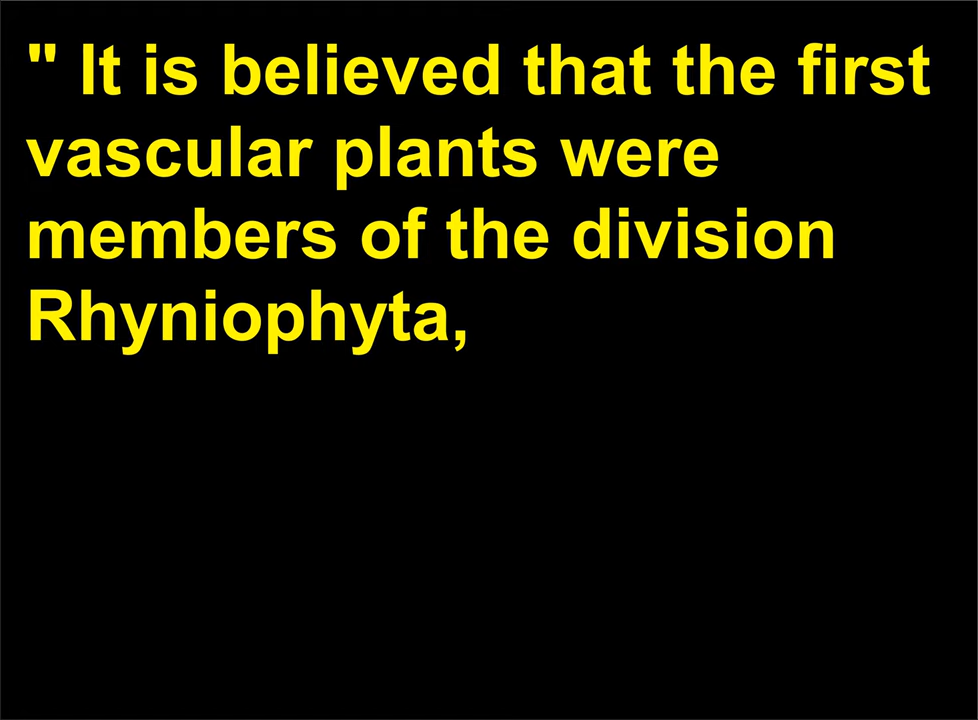 " It is believed that the first
vascular plants were
members of the division
Rhyniophyta,